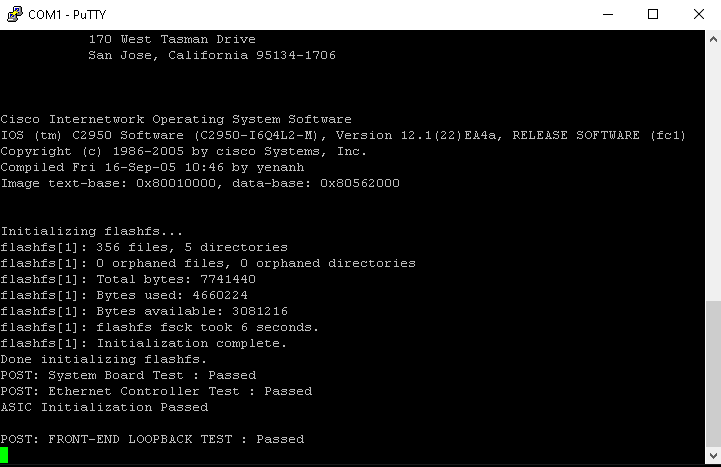 COM1 - PuTTY
170 West Tasman Drive
San Jose, California 95134-1706
Cisco Internetwork Operating System Software
IOS (tm) C2950 Software (C2950-I6Q4L2-M), Version 12.1(22)EA4a, RELEASE SOFTWARE (fc1)
Copyright (c) 1986-2005 by cisco Systems, Inc.
Compiled Fri 16-Sep-05 10:46 by yenanh
Image text-base: 0x80010000, data-base: 0x80562000
Initializing flashfs...
flashfs[1]: 356 files, 5 directories
flashfs[1]: 0 orphaned files, 0 orphaned directories
flashfs[1]: Total bytes: 7741440
flashfs[1]: Bytes used: 4660224
flashfs[1]: Bytes available: 3081216
flashfs[1]: flashfs fsck took 6 seconds.
flashfs[1]: Initialization complete.
Done initializing flashfs.
POST: System Board Test : Passed
POST: Ethernet Controller Test : Passed
ASIC Initialization Passed
POST: FRONT-END LOOPBACK TEST : Passed